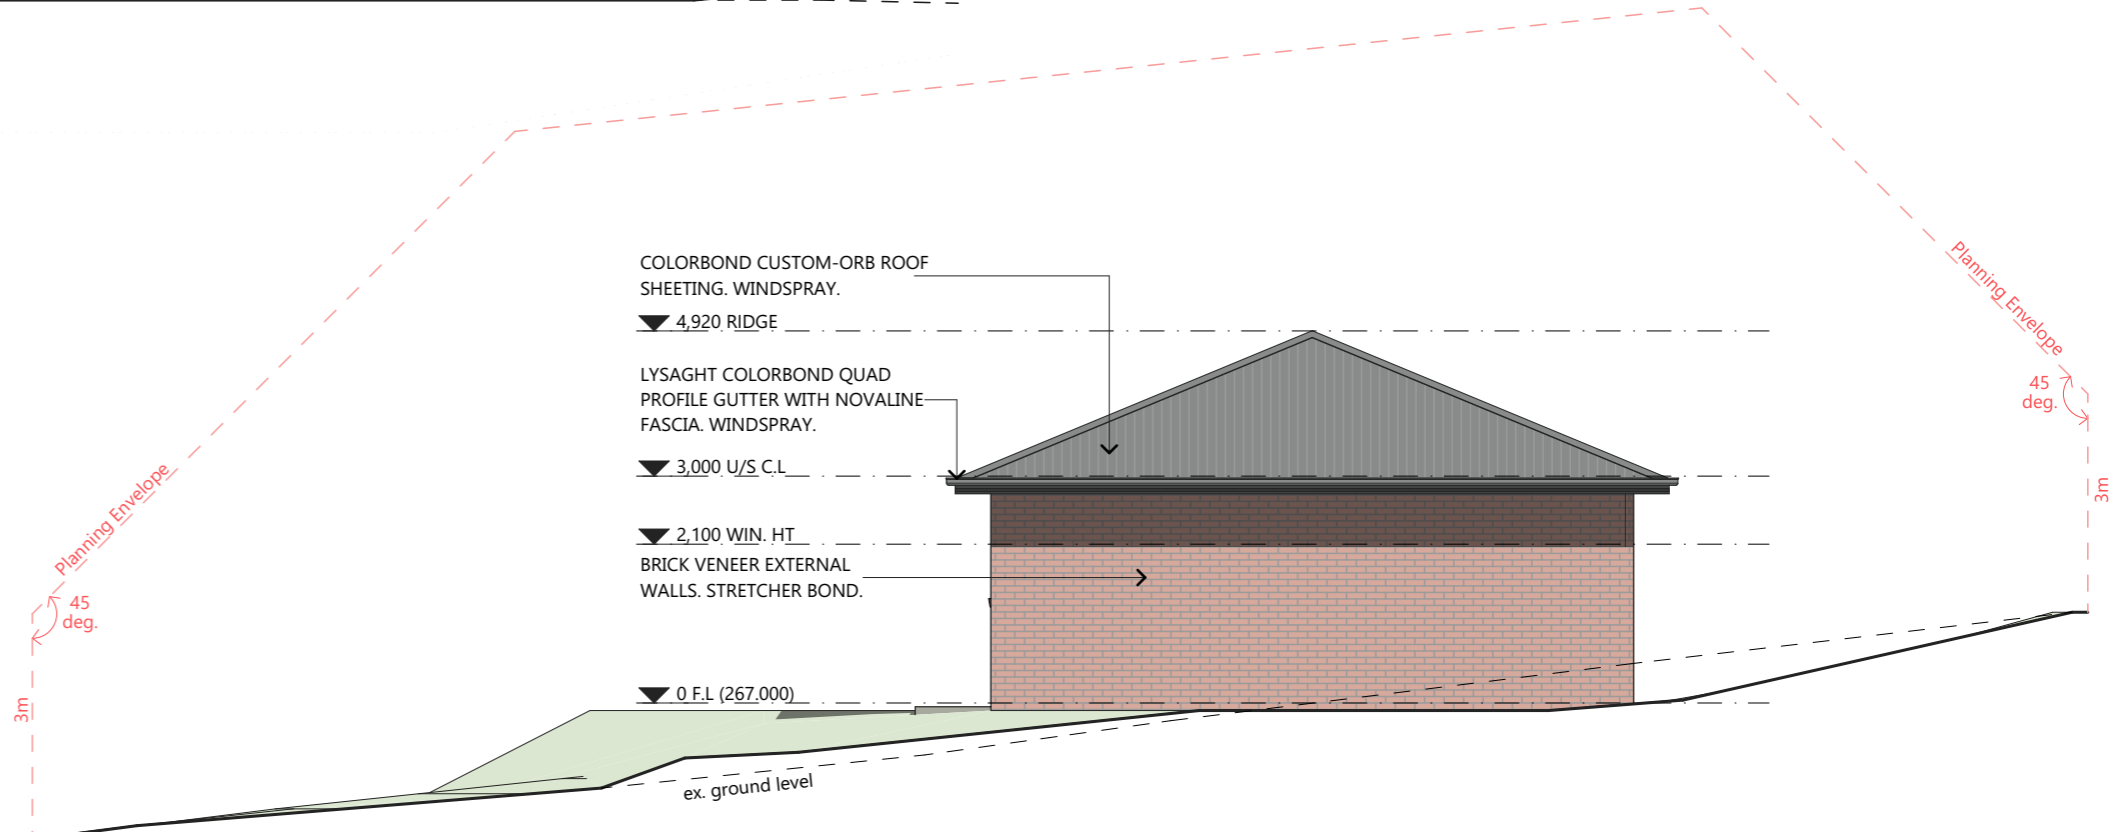 COLORBOND CUSTOM-ORB ROOF
SHEETING. WINDSPRAY.
4,920 RIDGE
LYSAGHT COLORBOND QUAD
PROFILE GUTTER WITH NOVALINE
FASCIA. WINDSPRAY.
3,000 U/S C.L
2,100 WIN. HT
BRICK VENEER EXTERNAL
WALLS. STRETCHER BOND.
0 F.L (267.000)
ex. ground level
Planning Envelope
45
deg.
3m
Planning Envelope
45
deg.
3m